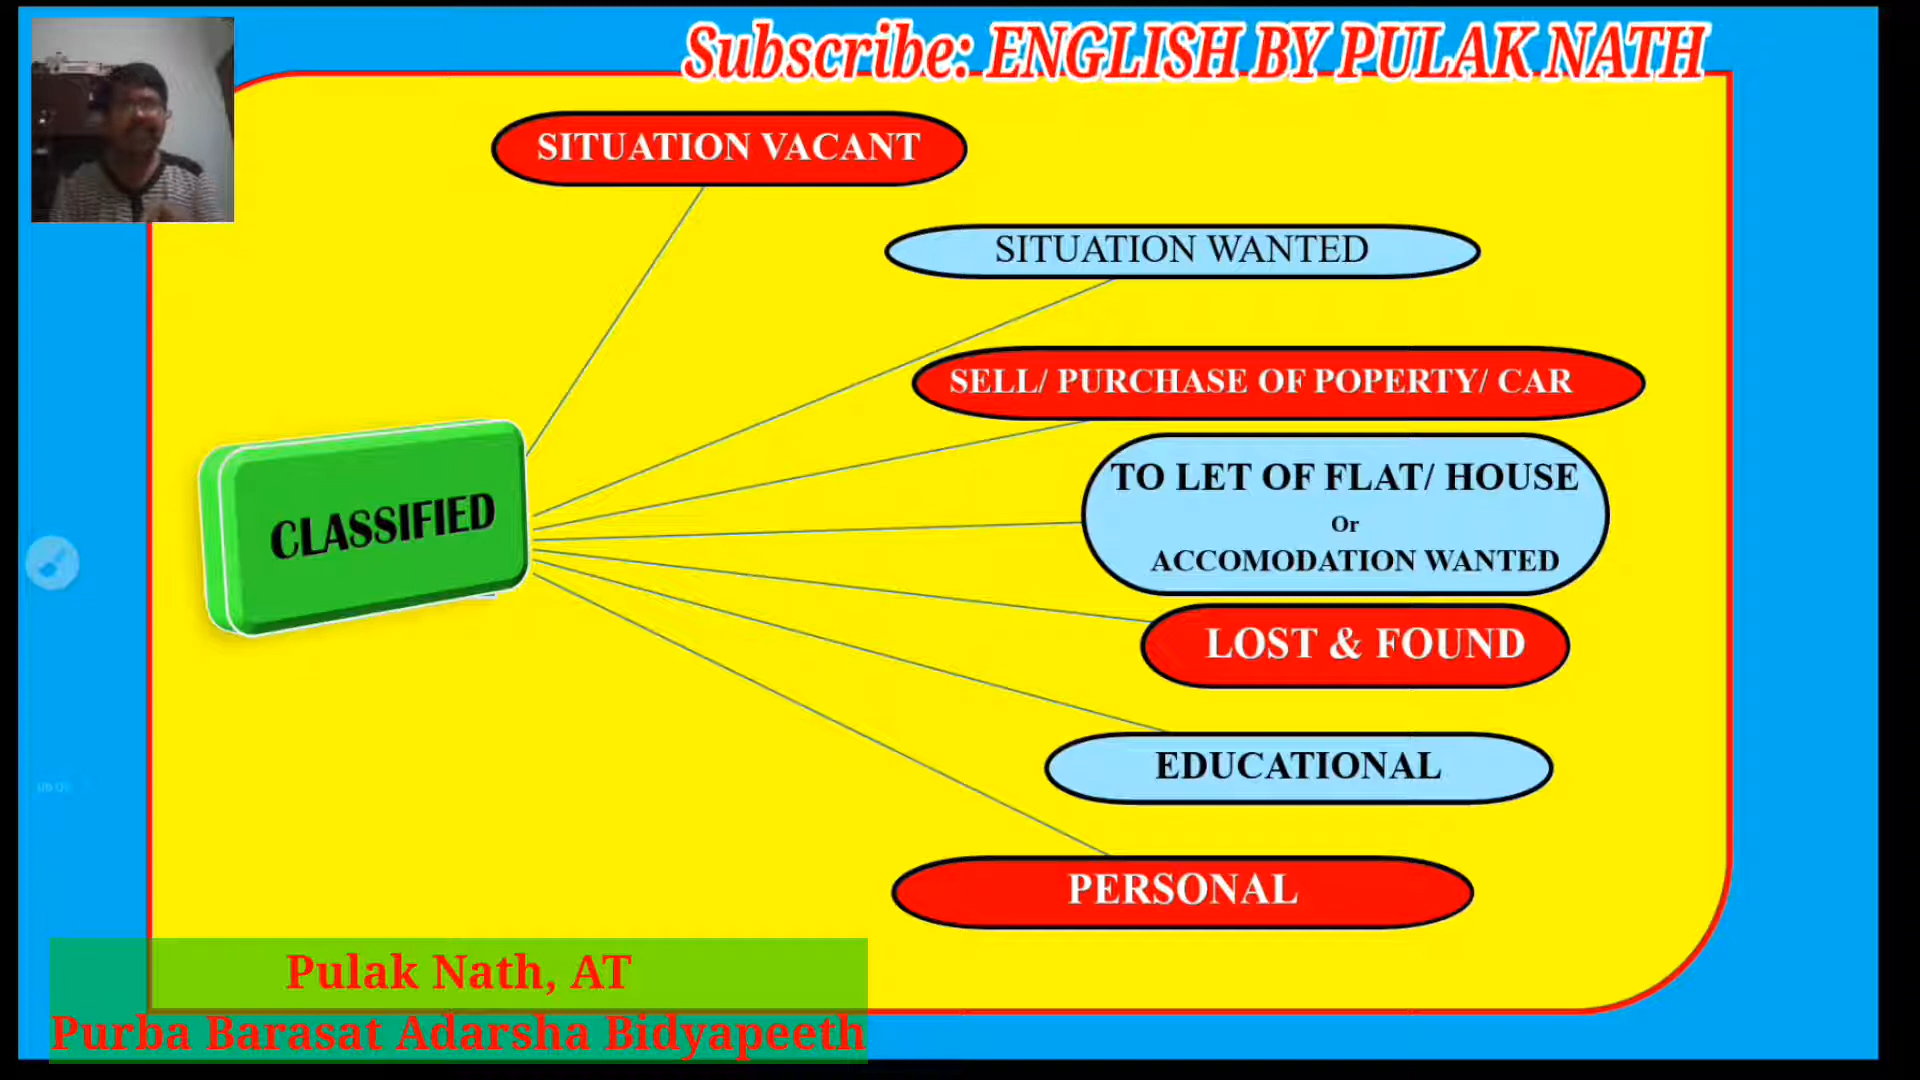 Subscribe: ENGLISH BY PULAK NATH
SITUATION VACANT
SITUATION WANTED
SELL/ PURCHASE OF POPERTY/ CAR
TO LET OF FLAT/ HOUSE
Or
ACCOMODATION WANTED
CLASSIFIED
LOST & FOUND
EDUCATIONAL
PERSONAL
Pulak Nath, AT
Purba Barasat Adarsha Bidyapeeth